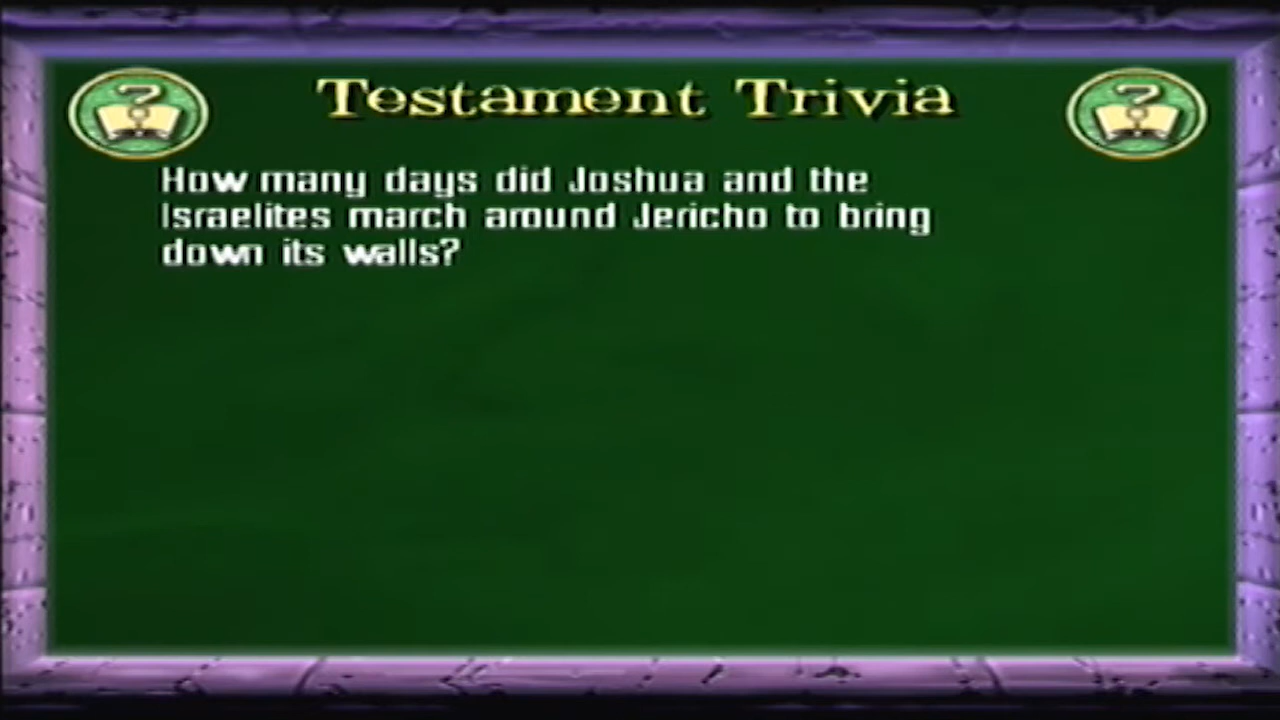 Testament Trivia
How many days did Joshua and the
Israelites march around Jericho to bring
down its walls?